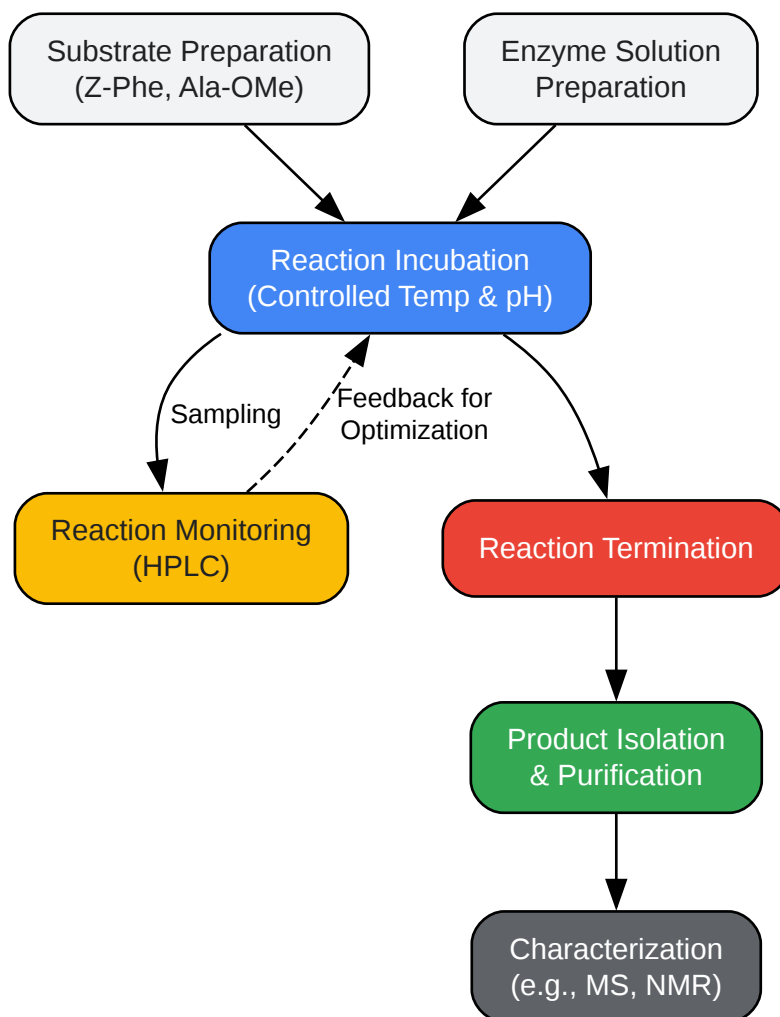 Substrate Preparation
(Z-Phe, Ala-OMe)
Enzyme Solution
Preparation
Reaction Incubation
(Controlled Temp & pH)
Sampling
Feedback for
Optimization
Reaction Monitoring
(HPLC)
Reaction Termination
Product Isolation
& Purification
Characterization
(e.g., MS, NMR)